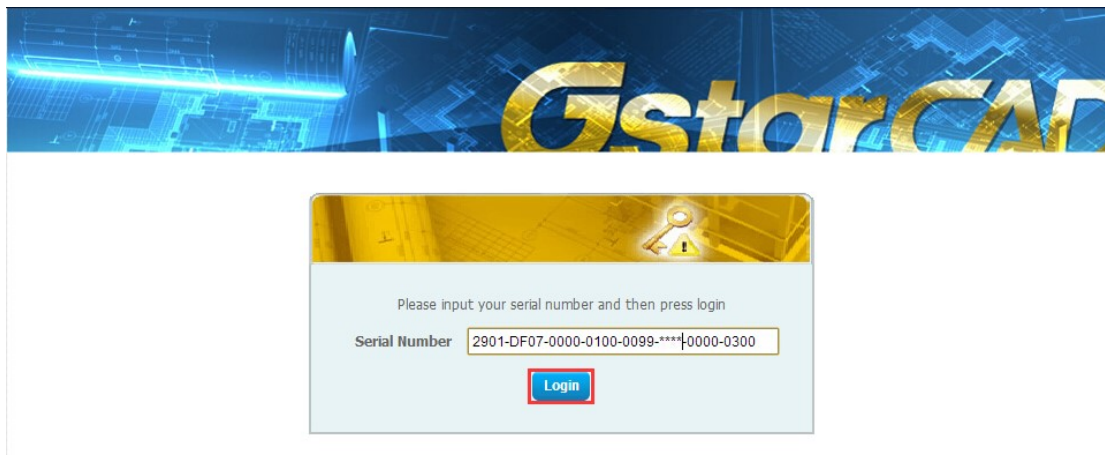 GstarCAD
Please input your serial number and then press login
Serial Number 2901-DF07-0000-0100-0099-****-0000-0300
Login